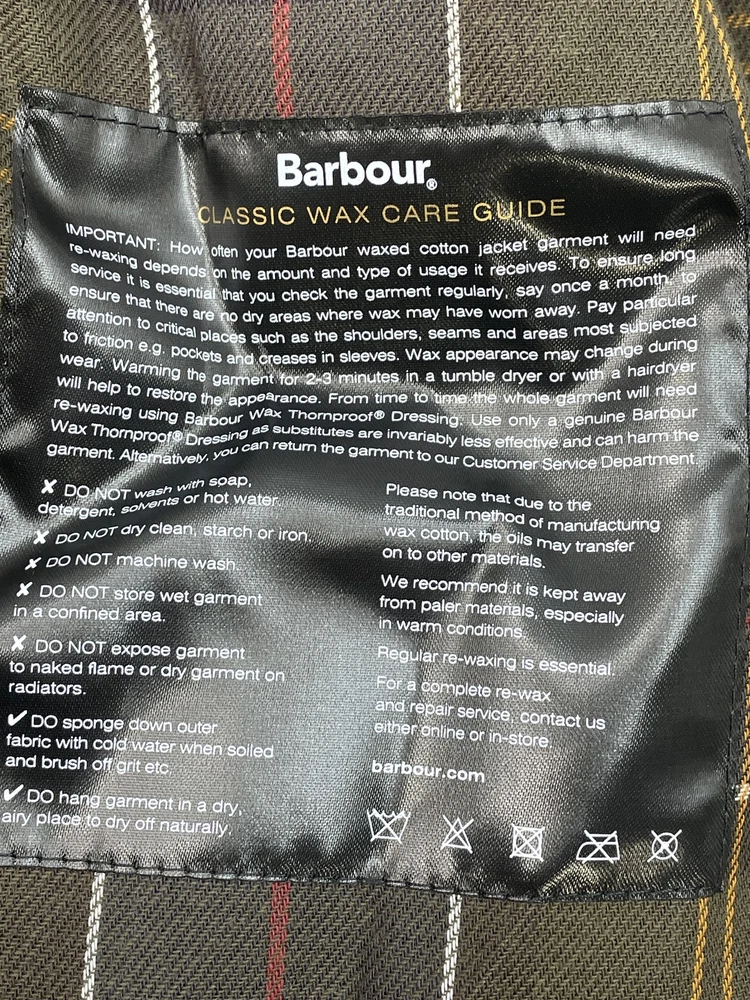 Barbour®
CLASSIC WAX CARE GUIDE
IMPORTANT: How often your Barbour waxed cotton jacket garment will need
re-waxing depends on the amount and type of usage it receives. To ensure long
service it is essential that you check the garment regularly, say once a month, to
ensure that there are no dry areas where wax may have worn away. Pay particular
attention to critical places such as the shoulders, seams and areas most subjected
to friction e.g. pockets and creases in sleeves. Wax appearance may change during
wear. Warming the garment for 2-3 minutes in a tumble dryer or with a hairdryer
will help to restore the appearance. From time to time the whole garment will need
re-waxing using Barbour Wax Thornproof® Dressing. Use only a genuine Barbour
Wax Thornproof® Dressing as substitutes are invariably less effective and can harm the
garment. Alternatively, you can return the garment to our Customer Service Department.
✘ DO NOT wash with soap,
detergent, solvents or hot water.
✘ DO NOT dry clean, starch or iron.
✘ DO NOT machine wash.
✘ DO NOT store wet garment
in a confined area.
✘ DO NOT expose garment
to naked flame or dry garment on
radiators.
✔ DO sponge down outer
fabric with cold water when soiled
and brush off grit etc.
✔ DO hang garment in a dry,
airy place to dry off naturally.
Please note that due to the
traditional method of manufacturing
wax cotton, the oils may transfer
on to other materials.
We recommend it is kept away
from paler materials, especially
in warm conditions.
Regular re-waxing is essential.
For a complete re-wax
and repair service, contact us
either online or in-store.
barbour.com